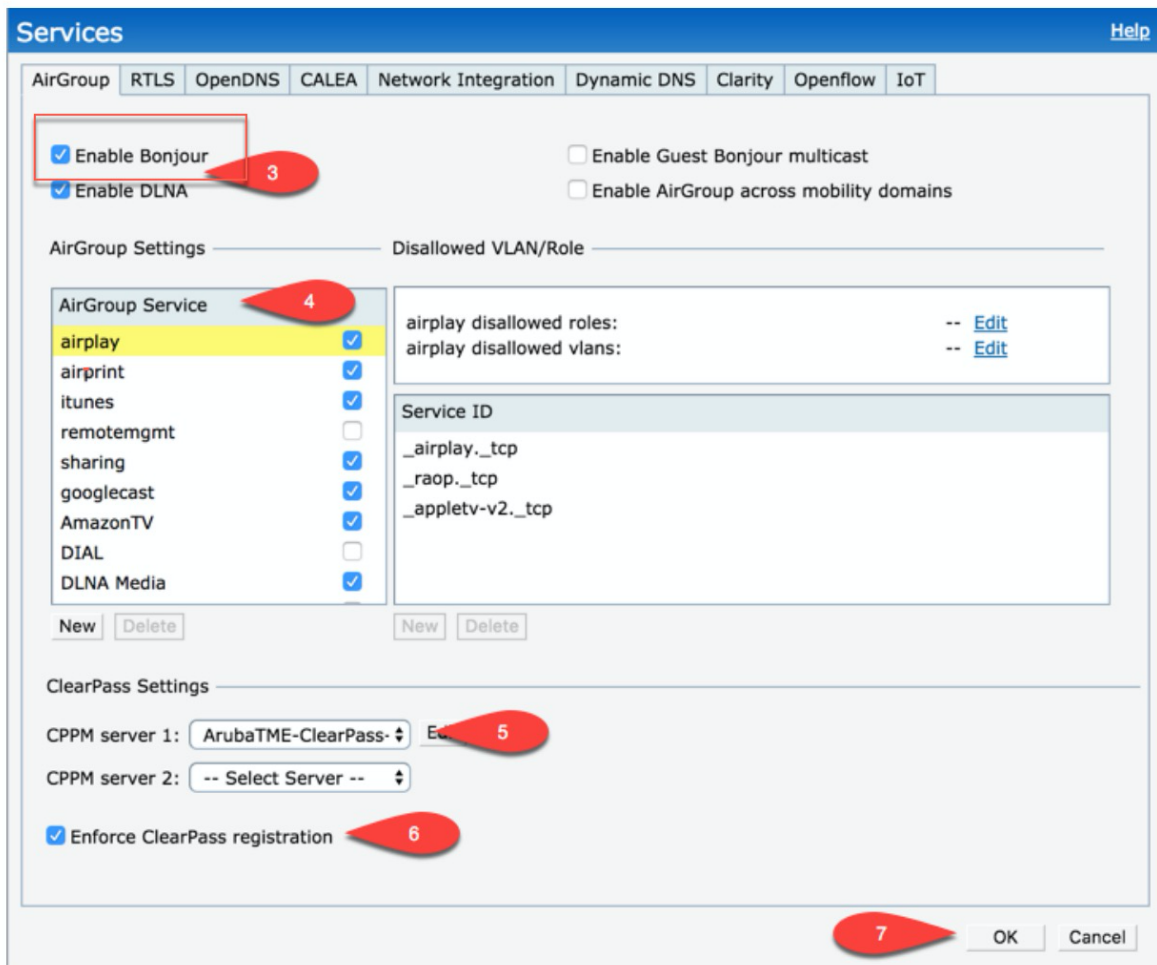 Services
Help
AirGroup RTLS OpenDNS CALEA Network Integration Dynamic DNS Clarity Openflow IoT
Enable Bonjour
3
Enable DLNA
Enable Guest Bonjour multicast
Enable AirGroup across mobility domains
AirGroup Settings
AirGroup Service
4
airplay
airprint
itunes
remotemgmt
sharing
googlecast
AmazonTV
DIAL
DLNA Media
New Delete
Disallowed VLAN/Role
airplay disallowed roles: -- Edit
airplay disallowed vlans: -- Edit
Service ID
_airplay._tcp
_raop._tcp
_appletv-v2._tcp
New Delete
ClearPass Settings
CPPM server 1: ArubaTME-ClearPass-
5
CPPM server 2: -- Select Server --
Enforce ClearPass registration
6
7
OK Cancel